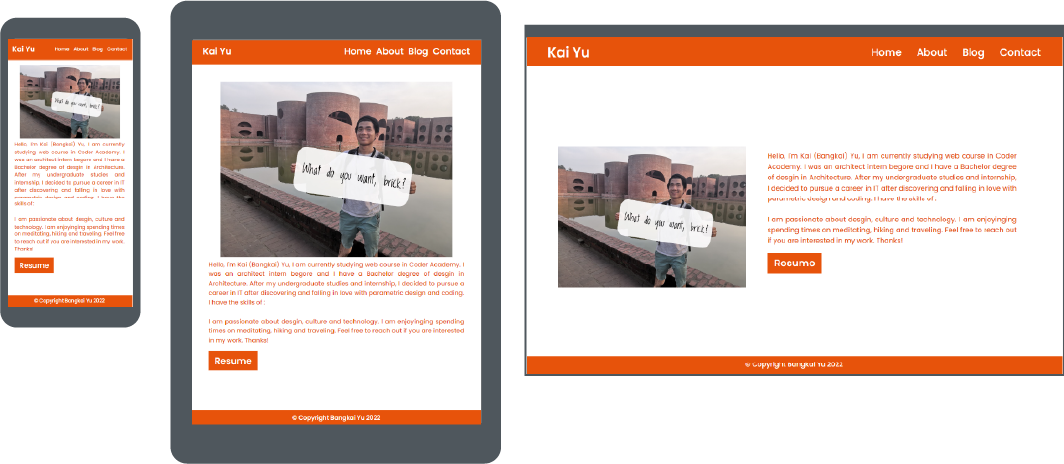 Kai Yu
Home About Blog Contact
What do you want, brick?
Hello, I'm Kai (Bangkai) Yu, I am currently
studying web course in Coder Academy. I
was an architect intern begore and I have a
Bachelor degree of desgin in Architecture.
After my undergraduate studies and
internship, I decided to pursue a career in IT
after discovering and falling in love with
parametric design and coding. I have the
skills of :
I am passionate about desgin, culture and
technology. I am enjoyinging spending times
on meditating, hiking and traveling. Feel free
to reach out if you are interested in my work.
Thanks!
Resume
© Copyright Bangkai Yu 2022
Kai Yu
Home About Blog Contact
What do you want, brick?
Hello, I'm Kai (Bangkai) Yu, I am currently studying web course in Coder Academy. I
was an architect intern begore and I have a Bachelor degree of desgin in
Architecture. After my undergraduate studies and internship, I decided to pursue a
career in IT after discovering and falling in love with parametric design and coding.
I have the skills of :
I am passionate about desgin, culture and technology. I am enjoyinging spending
times on meditating, hiking and traveling. Feel free to reach out if you are interested
in my work. Thanks!
Resume
© Copyright Bangkai Yu 2022
Kai Yu
Home About Blog Contact
What do you want, brick!
Hello, I'm Kai (Bangkai) Yu, I am currently studying web course in Coder
Academy. I was an architect intern begore and I have a Bachelor degree
of desgin in Architecture. After my undergraduate studies and internship,
I decided to pursue a career in IT after discovering and falling in love with
parametric design and coding. I have the skills of :
I am passionate about desgin, culture and technology. I am enjoyinging
spending times on meditating, hiking and traveling. Feel free to reach out
if you are interested in my work. Thanks!
Resume
© Copyright Bangkai Yu 2022